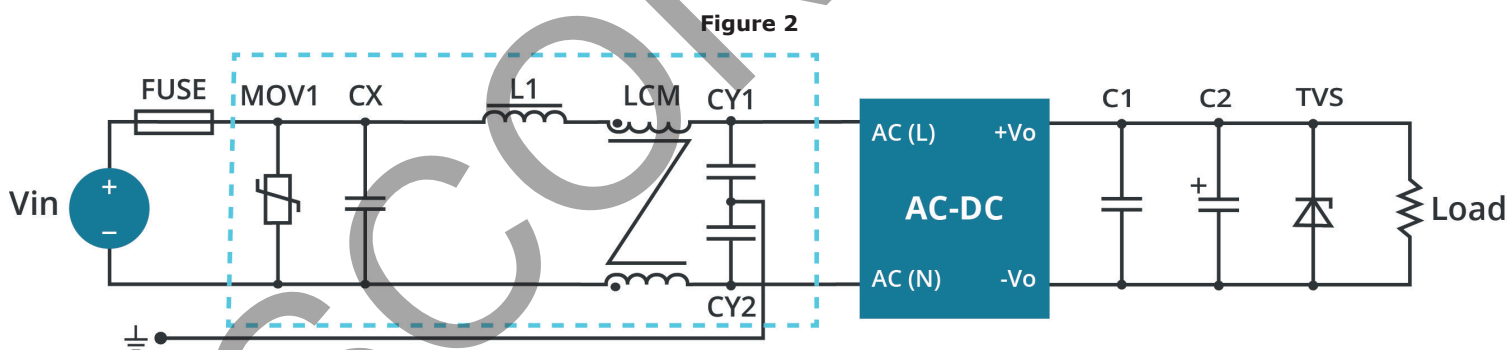 Figure 2
FUSE MOV1 CX L1 LCM CY1 C1 C2 TVS
AC (L) +Vo
+
Vin AC-DC + Load
−
AC (N) -Vo
CY2